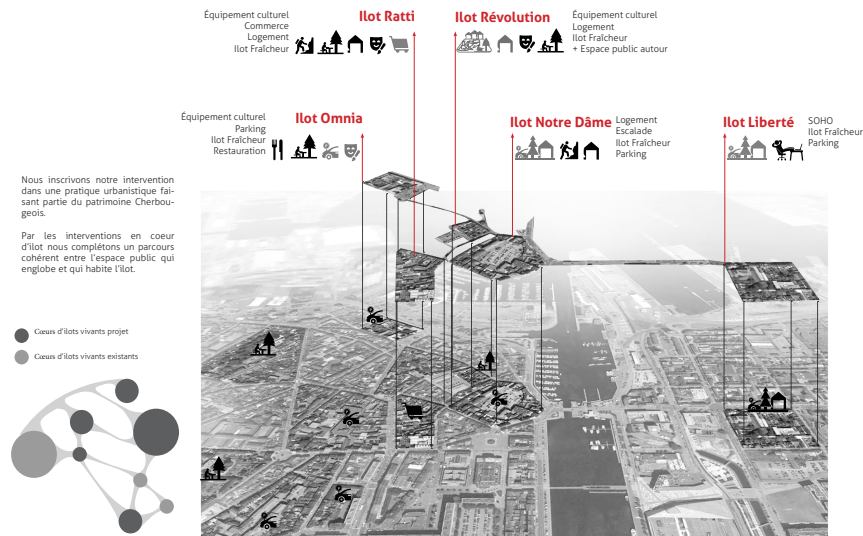 Équipement culturel
Commerce
Logement
Ilot Fraîcheur
Ilot Ratti
Ilot Révolution
Équipement culturel
Logement
Ilot Fraîcheur
+ Espace public autour
Équipement culturel
Parking
Ilot Fraîcheur
Restauration
Ilot Omnia
Ilot Notre Dâme
Logement
Escalade
Ilot Fraîcheur
Parking
Ilot Liberté
SOHO
Ilot Fraîcheur
Parking
Nous inscrivons notre intervention
dans une pratique urbanistique fai-
sant partie du patrimoine Cherbou-
geois.
Par les interventions en coeur
d'ilot nous complétons un parcours
cohérent entre l'espace public qui
englobe et qui habite l'ilot.
Cœurs d'ilots vivants projet
Cœurs d'ilots vivants existants